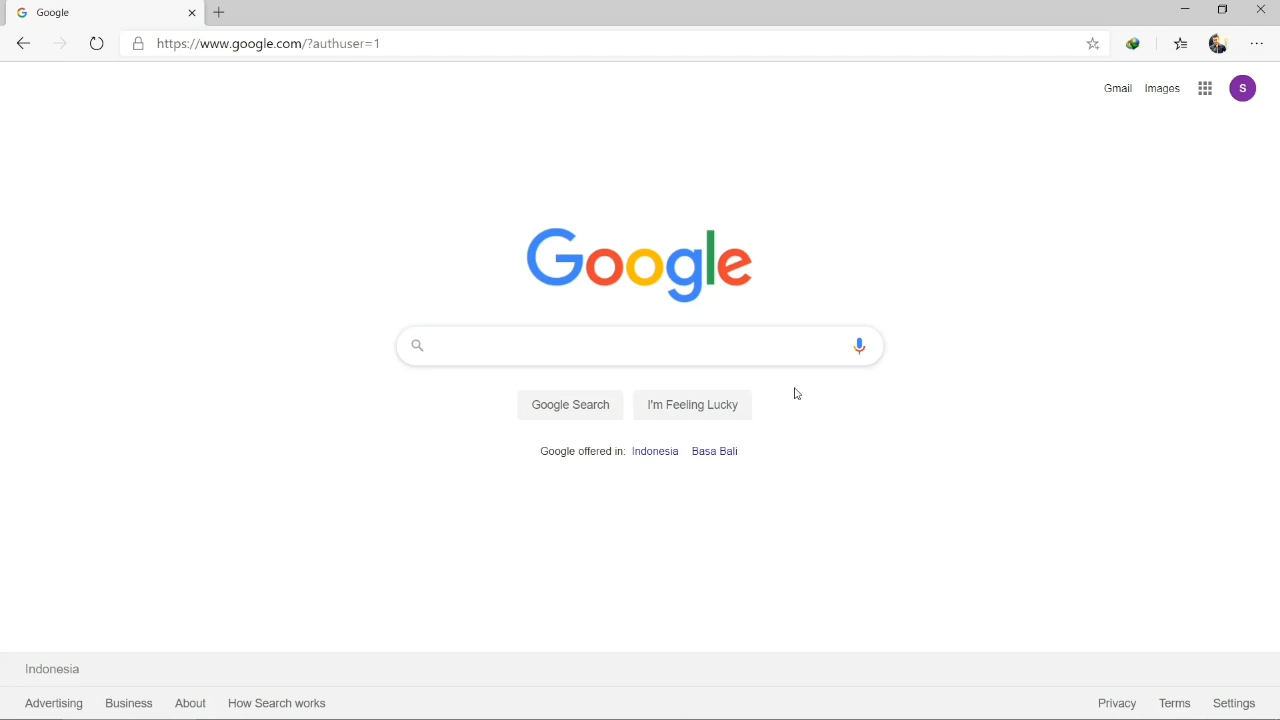 Google
https://www.google.com/?authuser=1
Gmail Images S
Google
Google Search I'm Feeling Lucky
Google offered in: Indonesia Basa Bali
Indonesia
Advertising Business About How Search works Privacy Terms Settings